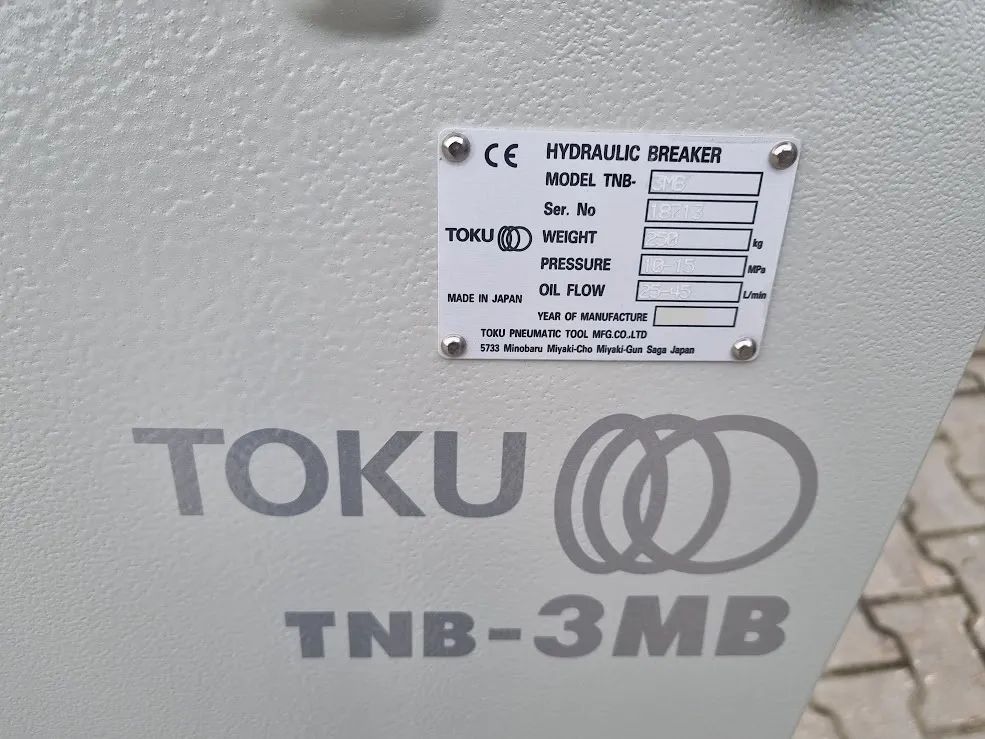 CE HYDRAULIC BREAKER
MODEL TNB- 3MB
Ser. No 18713
TOKU WEIGHT 250 kg
PRESSURE 10-15 MPa
MADE IN JAPAN OIL FLOW 25-45 L/min
YEAR OF MANUFACTURE
TOKU PNEUMATIC TOOL MFG.CO.,LTD
5733 Minobaru Miyaki-Cho Miyaki-Gun Saga Japan
TOKU
TNB-3MB